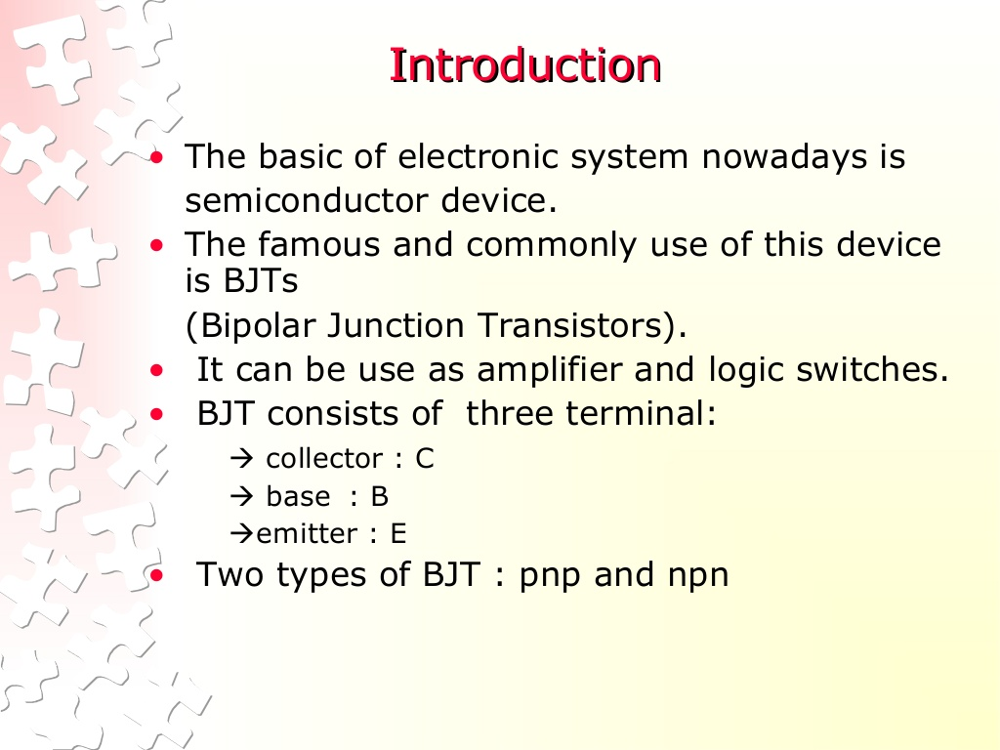 Introduction
• The basic of electronic system nowadays is
semiconductor device.
• The famous and commonly use of this device
is BJTs
(Bipolar Junction Transistors).
• It can be use as amplifier and logic switches.
• BJT consists of  three terminal:
→ collector : C
→ base  : B
→emitter : E
• Two types of BJT : pnp and npn